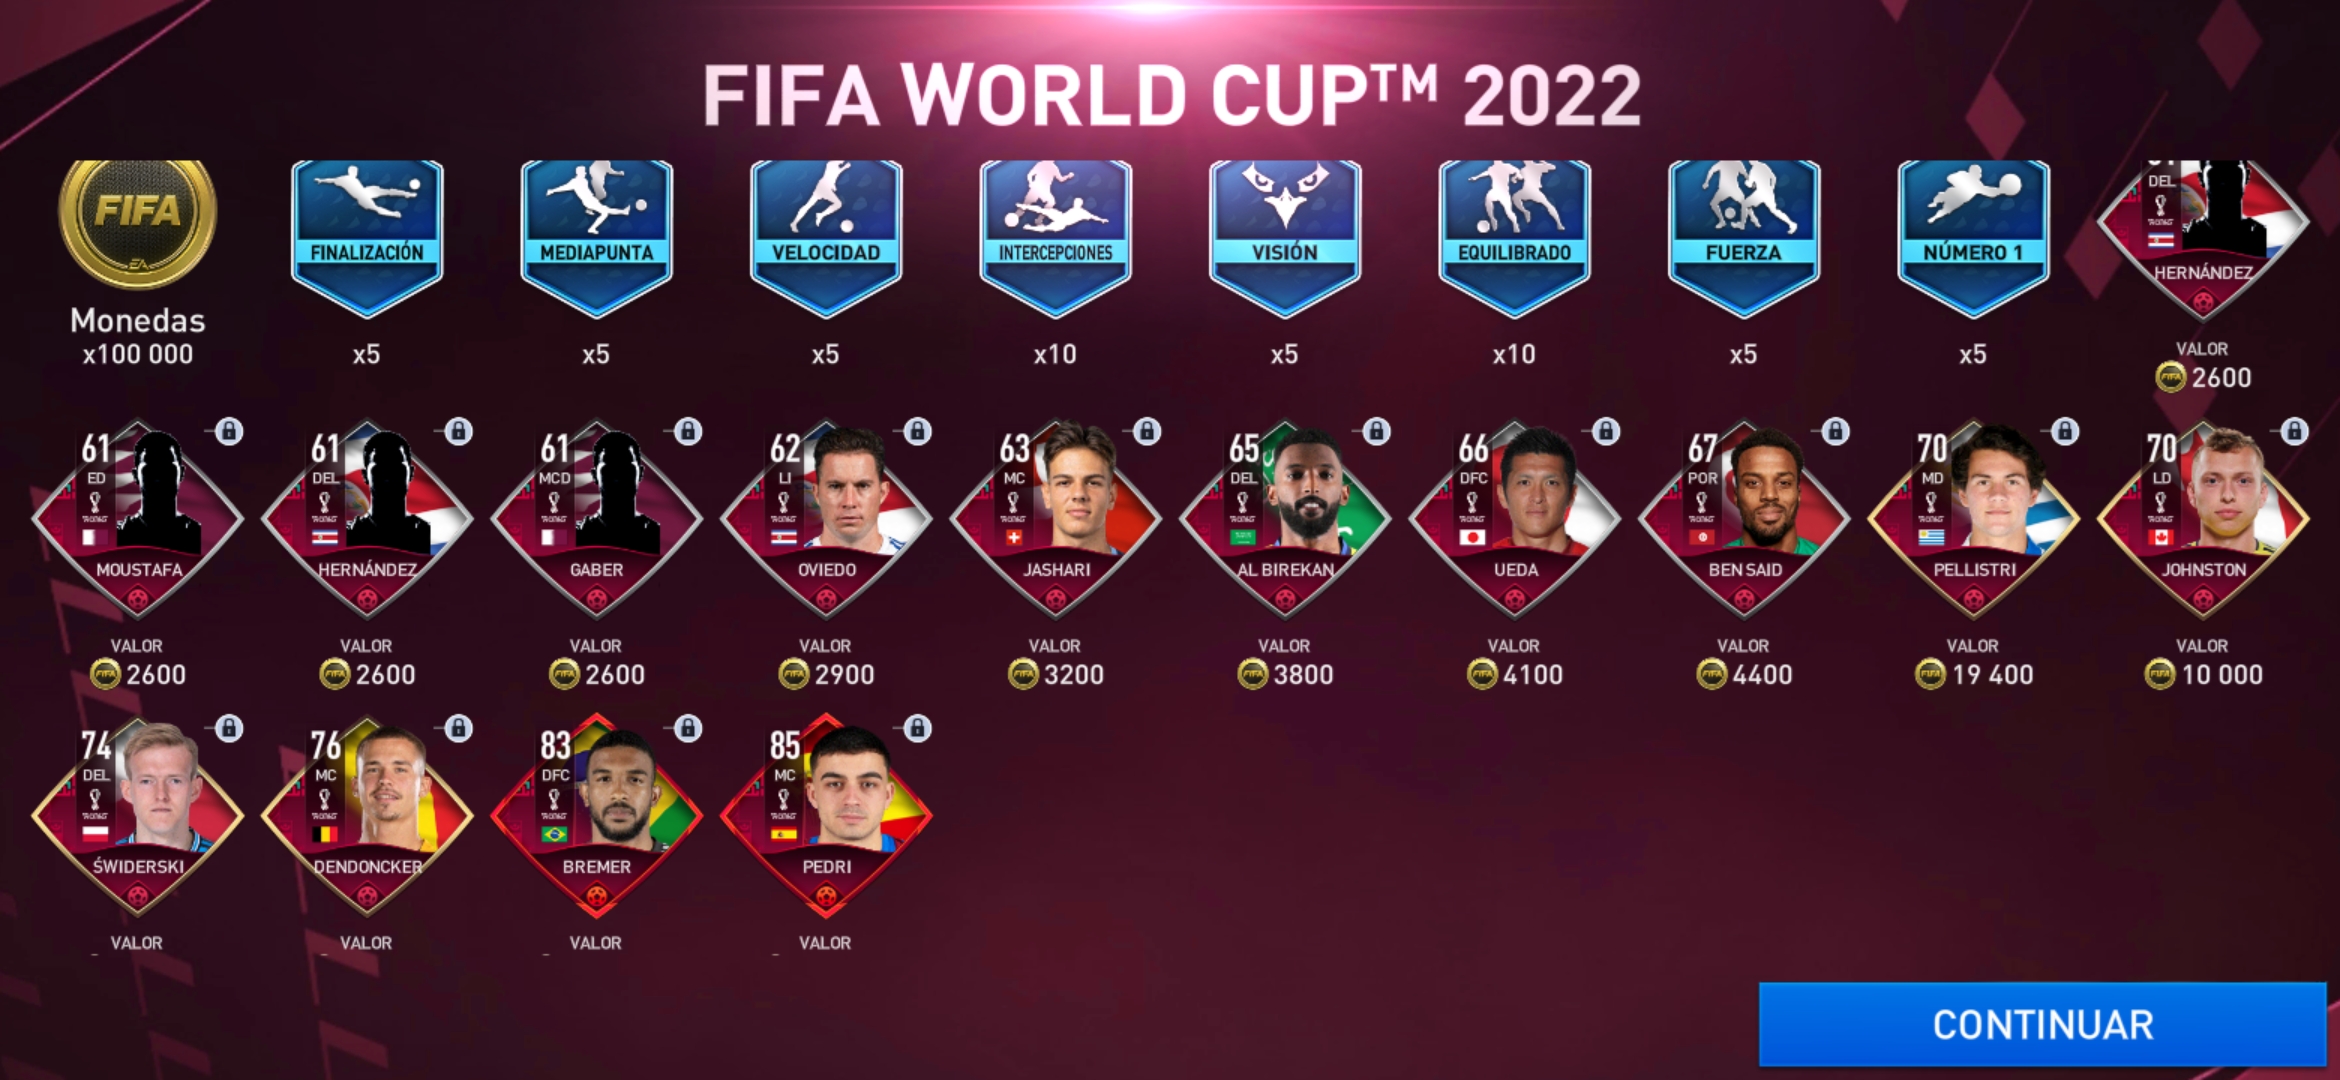 FIFA WORLD CUP™ 2022
FIFA
EA
FINALIZACIÓN
MEDIAPUNTA
VELOCIDAD
INTERCEPCIONES
VISIÓN
EQUILIBRADO
FUERZA
NÚMERO 1
DEL
HERNÁNDEZ
Monedas
x100 000
x5
x5
x5
x10
x5
x10
x5
x5
VALOR
2600
61
ED
MOUSTAFA
VALOR
2600
61
DEL
HERNÁNDEZ
VALOR
2600
61
MCD
GABER
VALOR
2600
62
LI
OVIEDO
VALOR
2900
63
MC
JASHARI
VALOR
3200
65
DEL
AL BIREKAN
VALOR
3800
66
DFC
UEDA
VALOR
4100
67
POR
BEN SAID
VALOR
4400
70
MD
PELLISTRI
VALOR
19 400
70
LD
JOHNSTON
VALOR
10 000
74
DEL
ŚWIDERSKI
VALOR
76
MC
DENDONCKER
VALOR
83
DFC
BREMER
VALOR
85
MC
PEDRI
VALOR
CONTINUAR